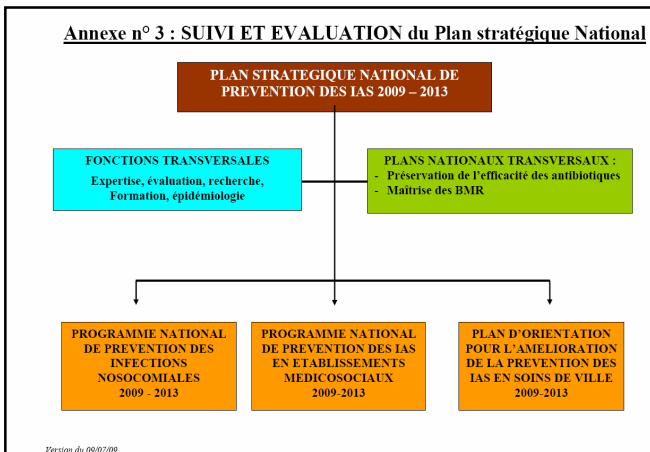 Annexe n° 3 : SUIVI ET EVALUATION du Plan stratégique National
PLAN STRATEGIQUE NATIONAL DE
PREVENTION DES IAS 2009 – 2013
FONCTIONS TRANSVERSALES
Expertise, évaluation, recherche,
Formation, épidémiologie
PLANS NATIONAUX TRANSVERSAUX :
- Préservation de l'efficacité des antibiotiques
- Maîtrise des BMR
PROGRAMME NATIONAL
DE PREVENTION DES
INFECTIONS
NOSOCOMIALES
2009 - 2013
PROGRAMME NATIONAL
DE PREVENTION DES IAS
EN ETABLISSEMENTS
MEDICOSOCIAUX
2009-2013
PLAN D'ORIENTATION
POUR L'AMELIORATION
DE LA PREVENTION DES
IAS EN SOINS DE VILLE
2009-2013
Version du 09/07/09